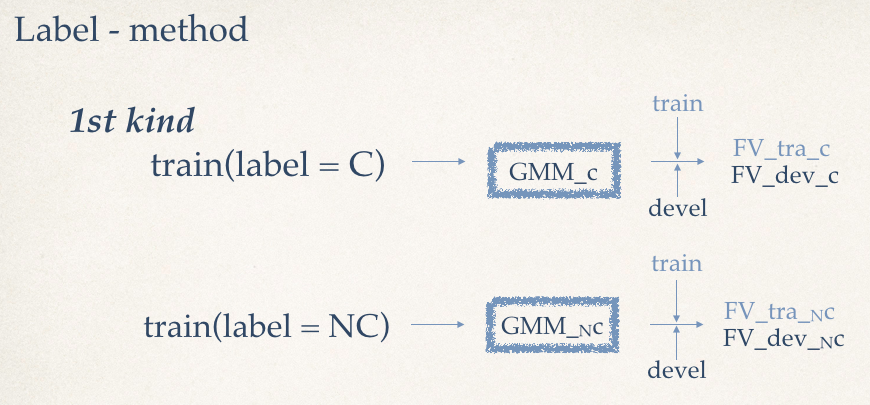 Label - method
1st kind
train
train(label = C)
GMM_c
FV_tra_c
FV_dev_c
devel
train
train(label = NC)
GMM_Nc
FV_tra_Nc
FV_dev_Nc
devel